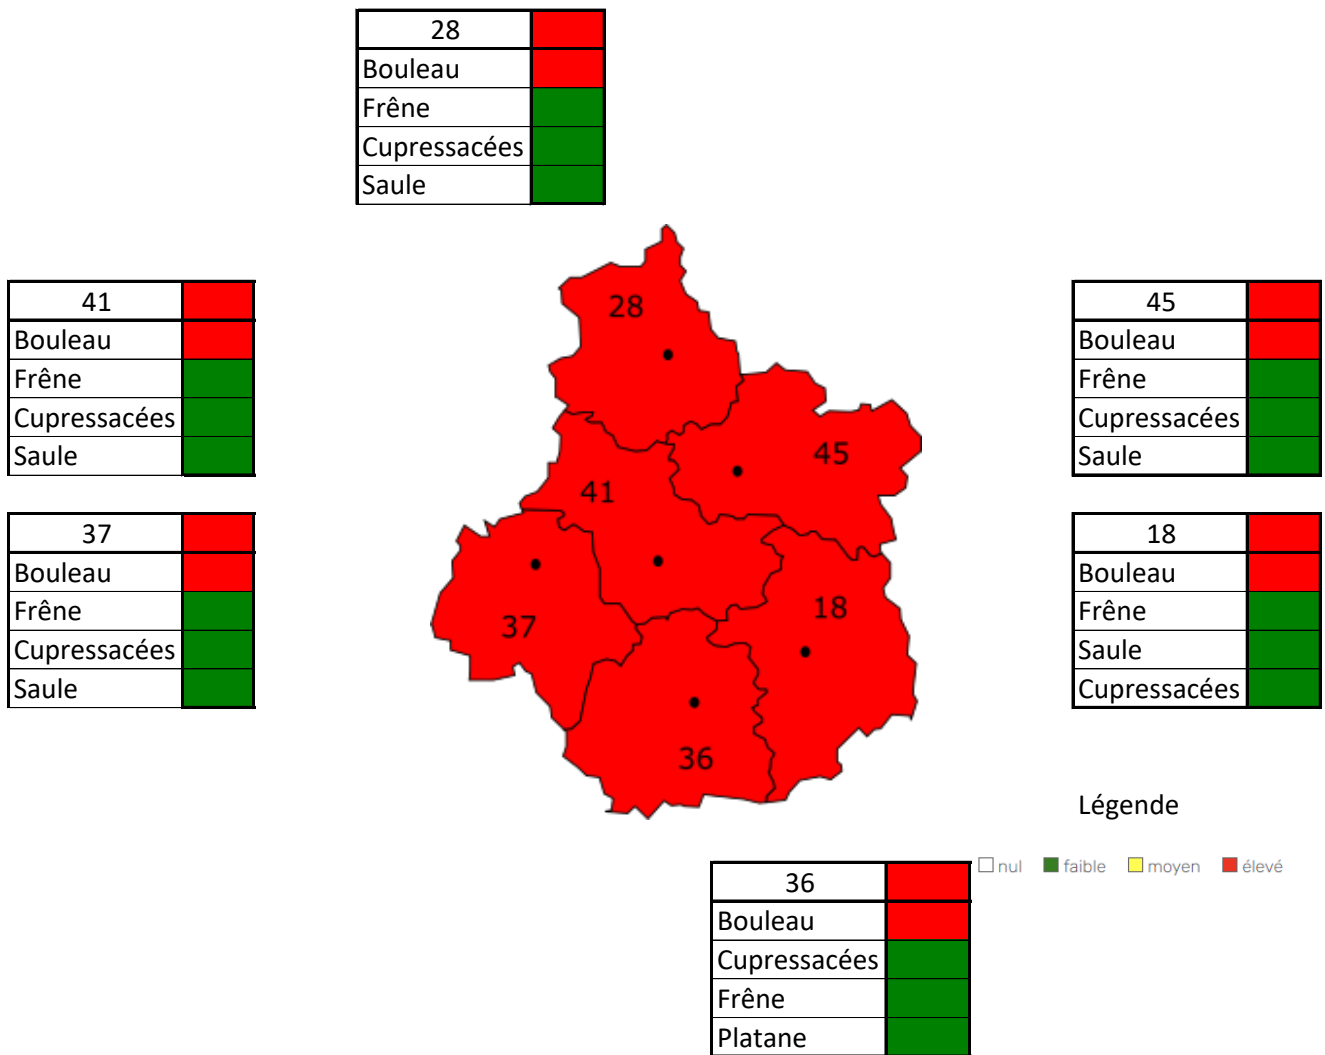 28
Bouleau
Frêne
Cupressacées
Saule
41
Bouleau
Frêne
Cupressacées
Saule
37
Bouleau
Frêne
Cupressacées
Saule
28
45
41
18
37
36
45
Bouleau
Frêne
Cupressacées
Saule
18
Bouleau
Frêne
Saule
Cupressacées
Légende
nul faible moyen élevé
36
Bouleau
Cupressacées
Frêne
Platane